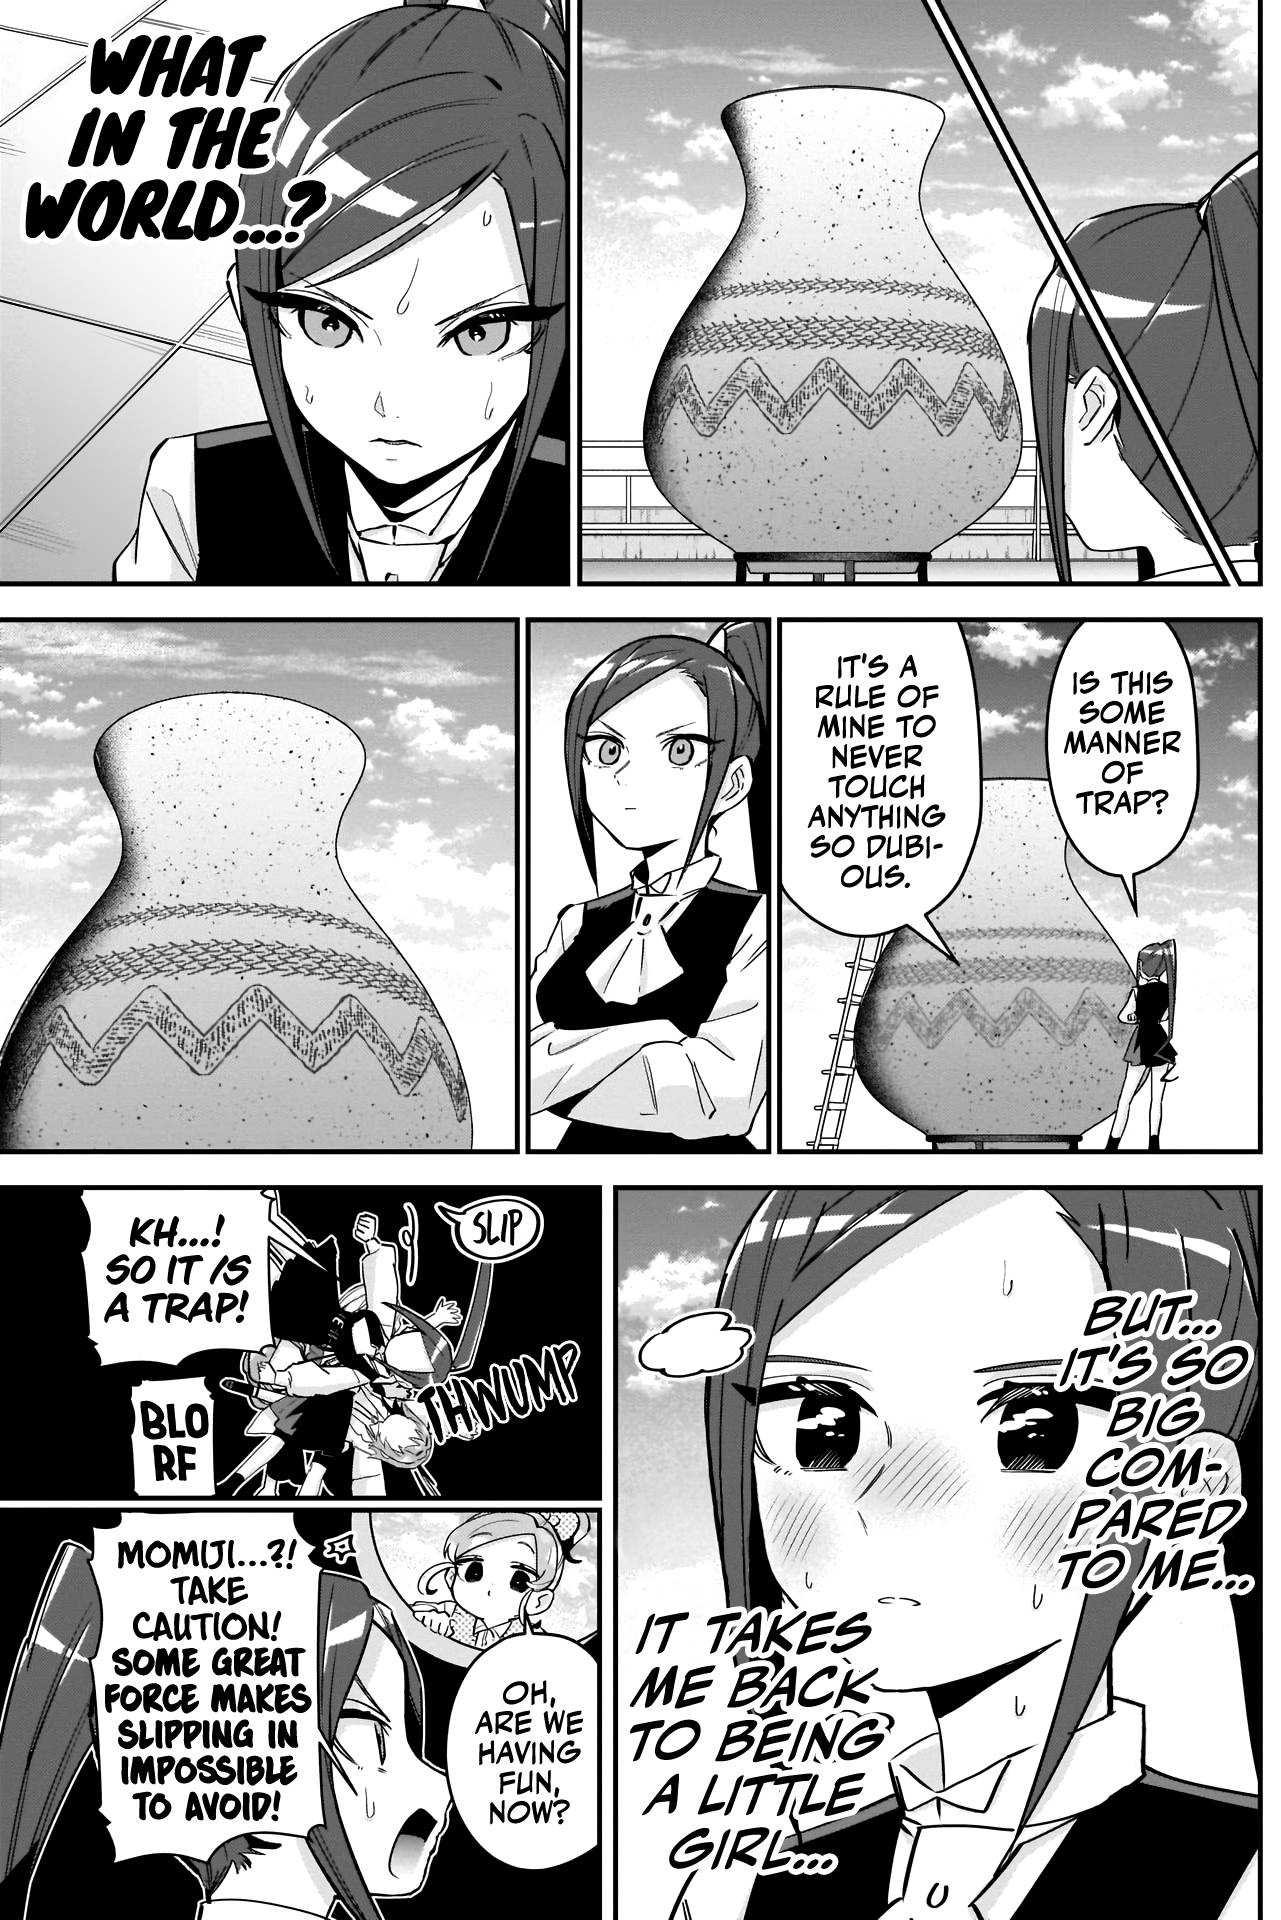 WHAT
IN THE
WORLD...?
IS THIS
SOME
MANNER
OF
TRAP?
IT'S A
RULE OF
MINE TO
NEVER
TOUCH
ANYTHING
SO DUBI-
OUS.
BUT...
IT'S SO
BIG
COM-
PARED
TO ME...
IT TAKES
ME BACK
TO BEING
A LITTLE
GIRL...
SLIP
THWUMP
KH...!
SO IT IS
A TRAP!
BLO
RF
OH,
ARE WE
HAVING
FUN,
NOW?
MOMIJI...?!
TAKE
CAUTION!
SOME GREAT
FORCE MAKES
SLIPPING IN
IMPOSSIBLE
TO AVOID!